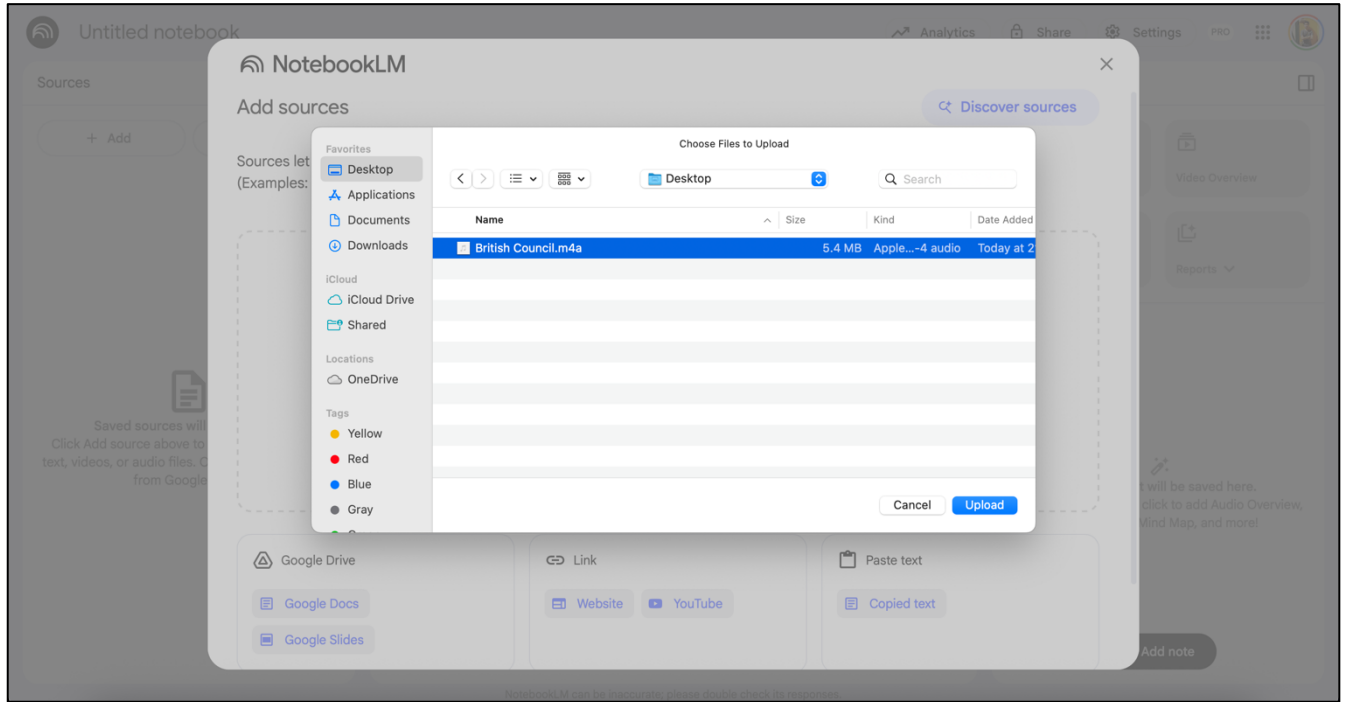 Untitled notebook
Analytics
Share
Settings
PRO
Sources
+ Add
NotebookLM
Add sources
Discover sources
Sources let
(Examples:
Video Overview
Reports
Choose Files to Upload
Favorites
Desktop
Applications
Documents
Downloads
iCloud
iCloud Drive
Shared
Locations
OneDrive
Tags
Yellow
Red
Blue
Gray
Desktop
Search
Name Size Kind Date Added
British Council.m4a 5.4 MB Apple...-4 audio Today at 2
Cancel Upload
Saved sources will
Click Add source above to
text, videos, or audio files.
from Google
t will be saved here.
click to add Audio Overview,
Mind Map, and more!
Google Drive
Google Docs
Google Slides
Link
Website YouTube
Paste text
Copied text
Add note
NotebookLM can be inaccurate; please double check its responses.